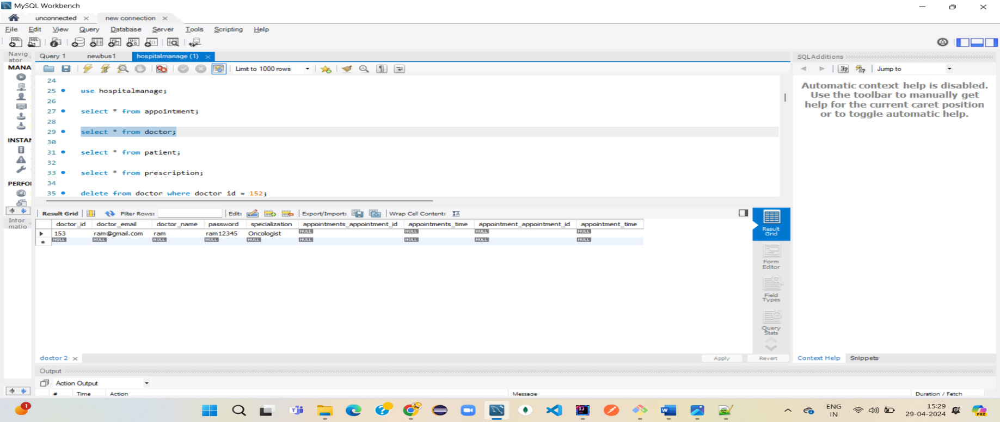 MySQL Workbench
unconnected
new connection
File Edit View Query Database Server Tools Scripting Help
Navig
ator
Query 1
newbus1
hospitalmanage (1)
SQLAdditions
MANA
Limit to 1000 rows
Jump to
24
25 use hospitalmanage;
26
27 select * from appointment;
28
29 select * from doctor;
30
31 select * from patient;
32
33 select * from prescription;
34
35 delete from doctor where doctor id = 152;
Automatic context help is disabled.
Use the toolbar to manually get
help for the current caret position
or to toggle automatic help.
INSTAN
PERFO
Infor
matio
Result Grid Filter Rows: Edit: Export/Import: Wrap Cell Content:
doctor_id doctor_email doctor_name password specialization appointments_appointment_id appointments_time appointment_appointment_id appointment_time
153 ram@gmail.com ram ram12345 Oncologist NULL NULL NULL NULL
NULL NULL NULL NULL NULL NULL NULL NULL NULL
Result
Grid
Form
Editor
Field
Types
Query
Stats
doctor 2
Apply
Revert
Context Help
Snippets
Output
Action Output
# Time Action Message Duration / Fetch
1
ENG
IN
15:29
29-04-2024
PRE